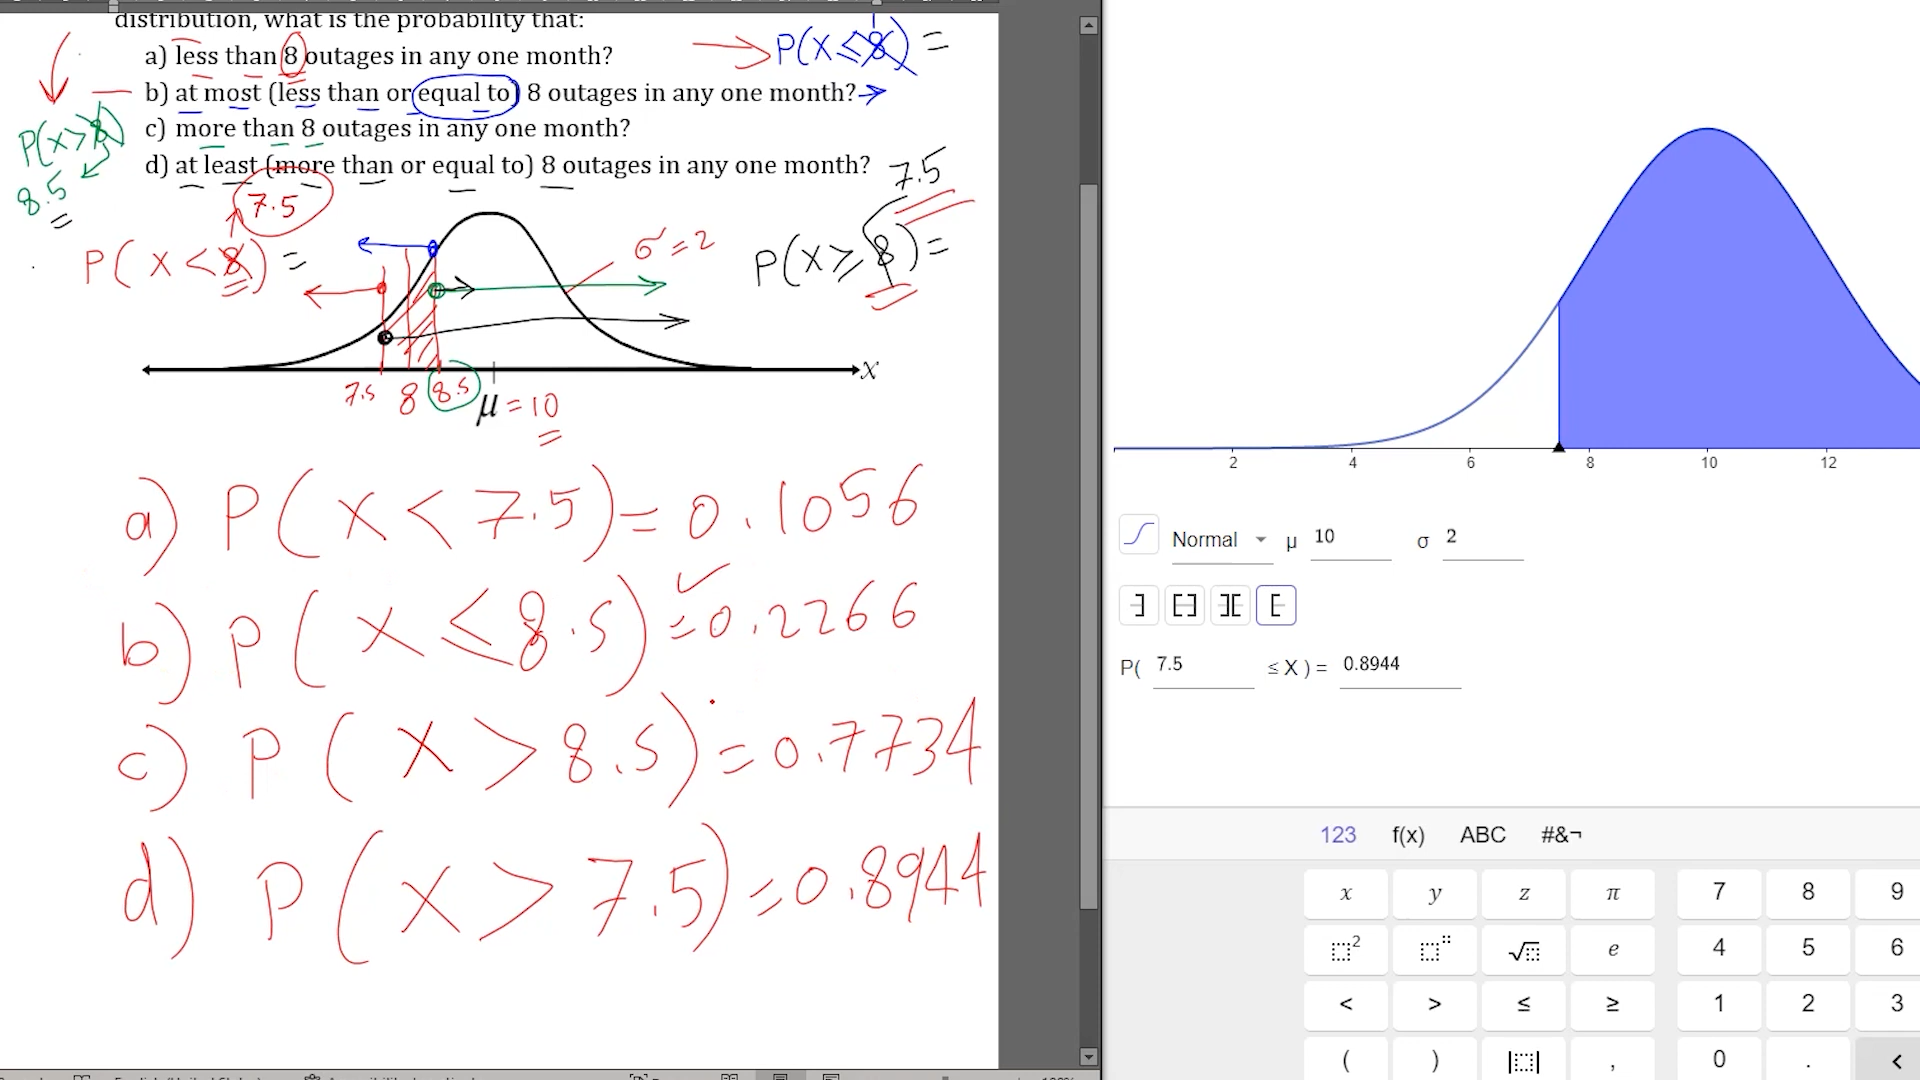 distribution, what is the probability that:
a) less than 8 outages in any one month?
P(X≤8) =
b) at most (less than or equal to) 8 outages in any one month?
P(X>8)
c) more than 8 outages in any one month?
d) at least (more than or equal to) 8 outages in any one month?
7.5
8.5
7.5
P( X < 8 ) =
σ = 2
P(X ≥ 8) =
x
7.5 8 8.5
μ = 10
a) P( X < 7.5) = 0.1056
b) P( X ≤ 8.5) = 0.2266
c) P( X > 8.5) = 0.7734
d) P( X > 7.5) = 0.8944
2 4 6 8 10 12
Normal μ 10 σ 2
P( 7.5 ≤ X ) = 0.8944
123 f(x) ABC #&¬
x y z π 7 8 9
2 √ e 4 5 6
< > ≤ ≥ 1 2 3
( ) | | , 0 . <